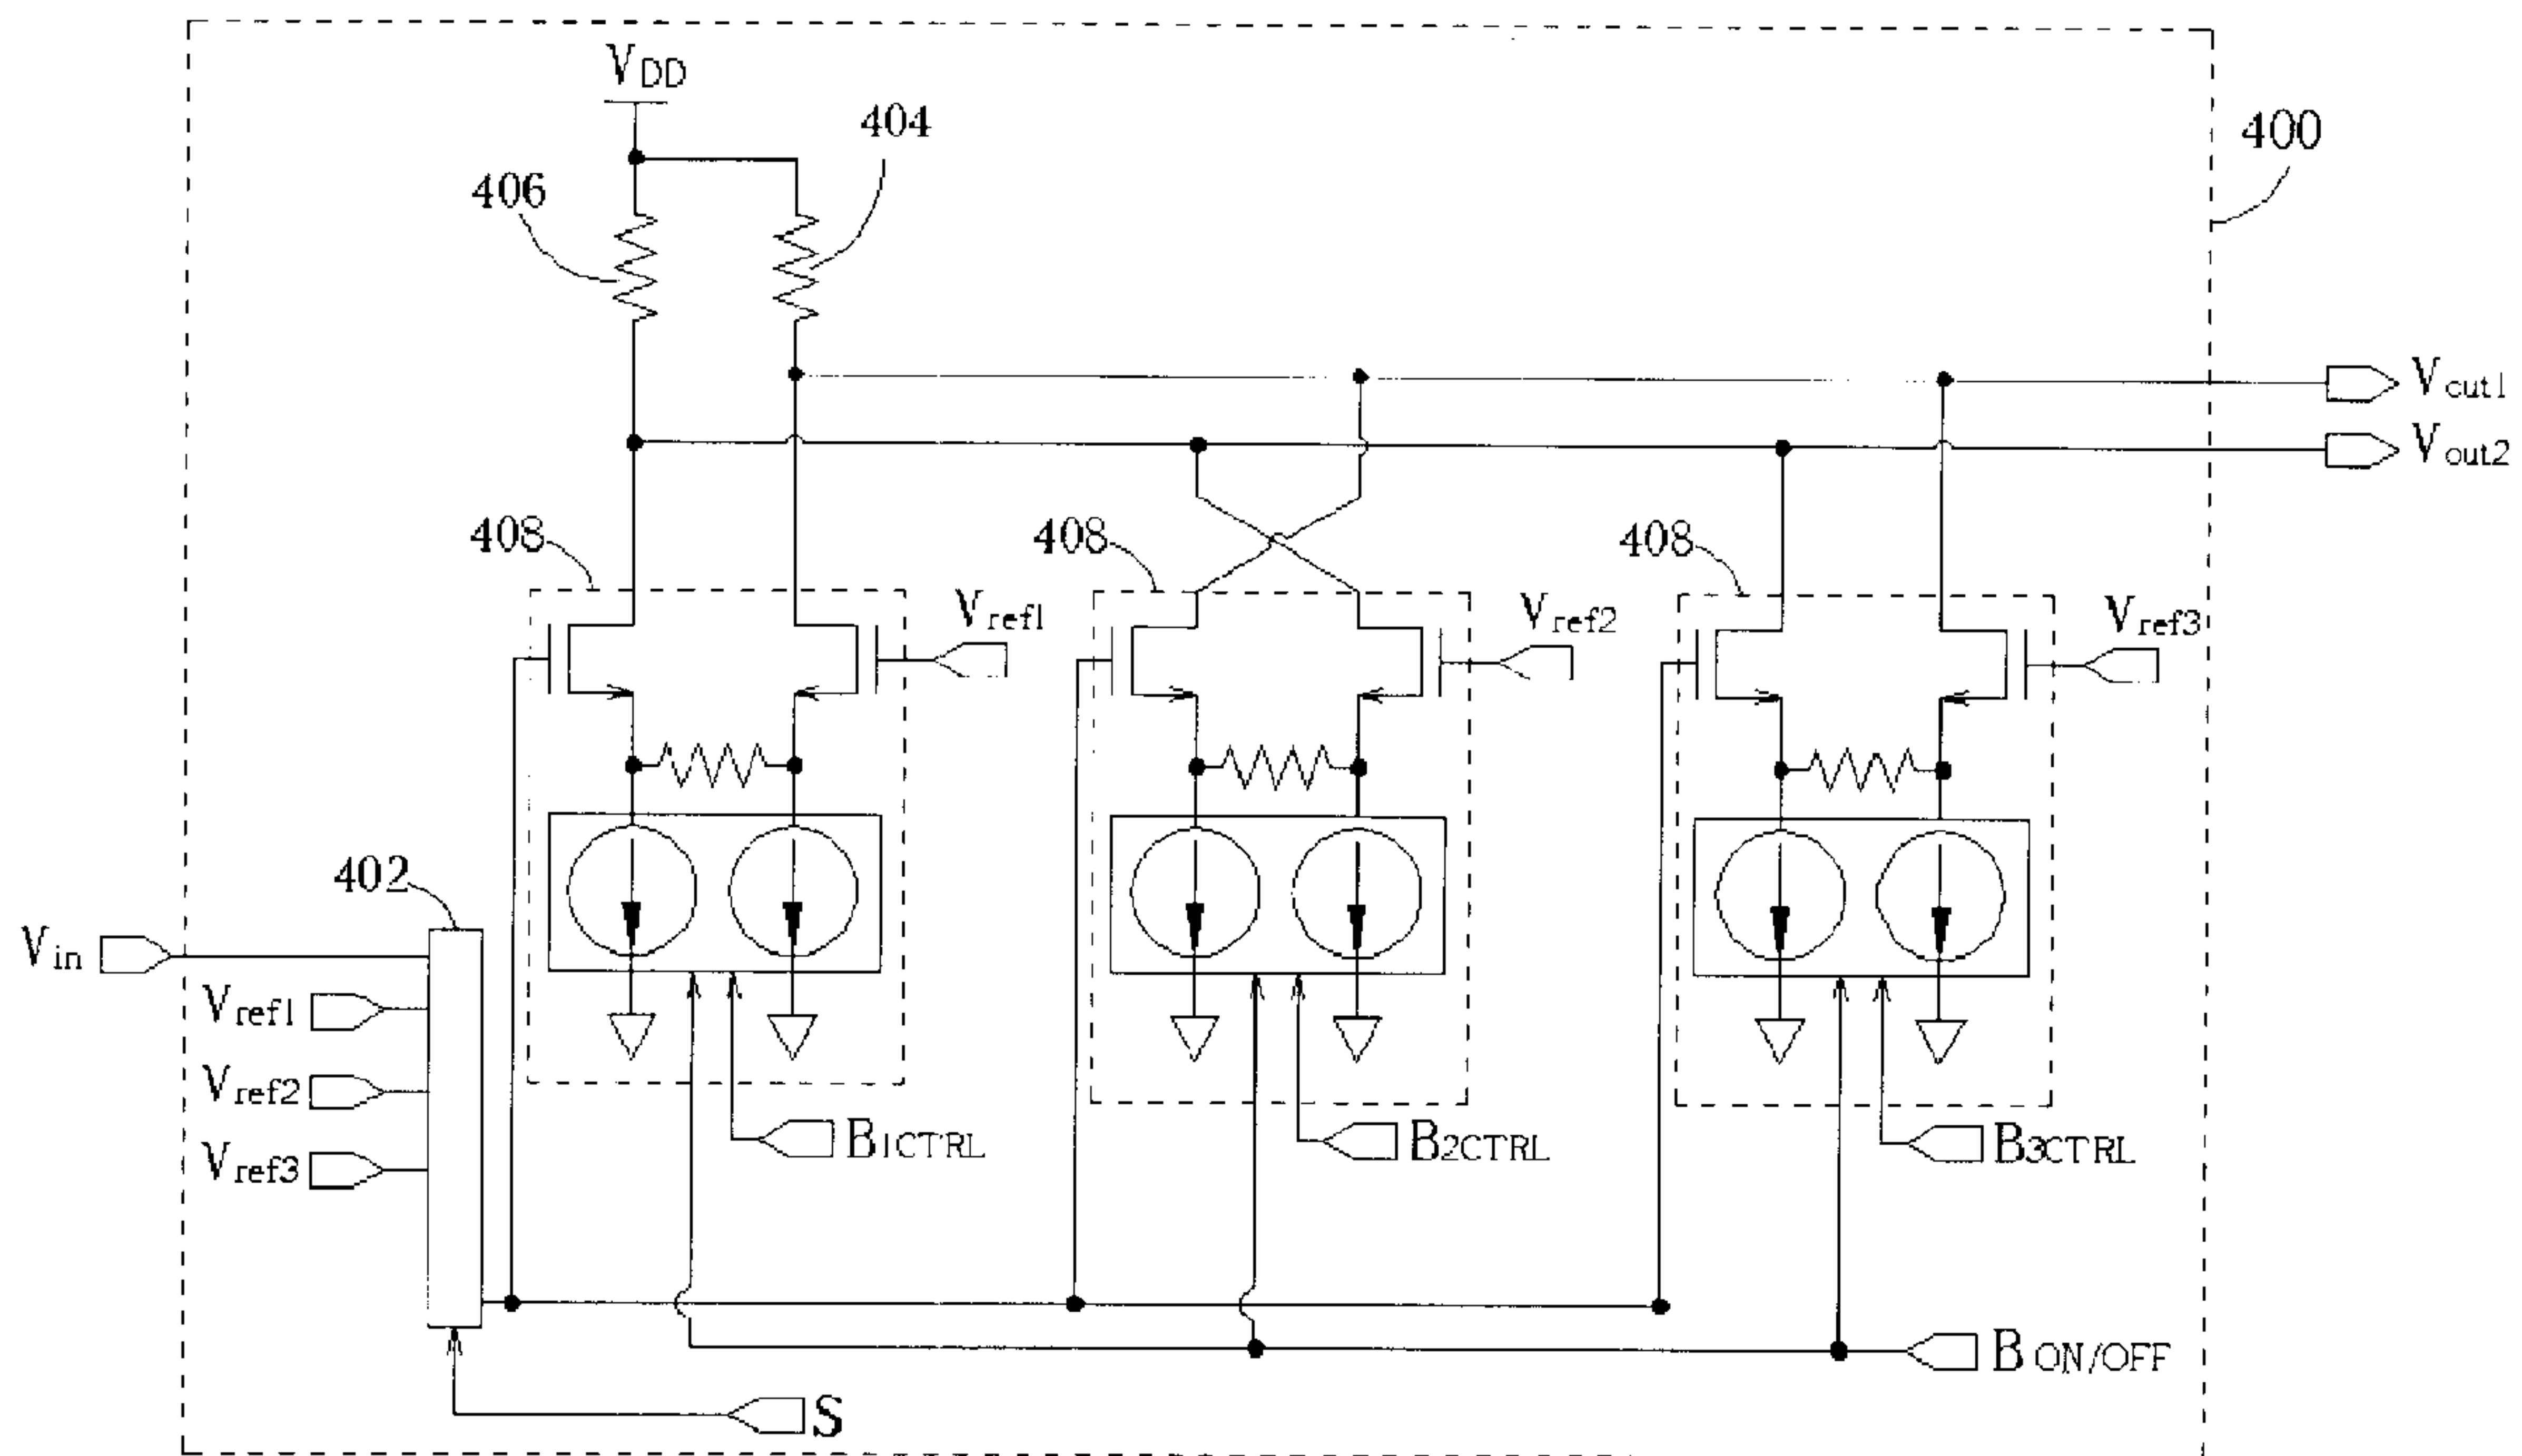 VDD
404
400
406
Vout1
Vout2
408
408
408
Vref1
Vref2
Vref3
402
Vin
Vref1
Vref2
Vref3
B1CTRL
B2CTRL
B3CTRL
B ON/OFF
S